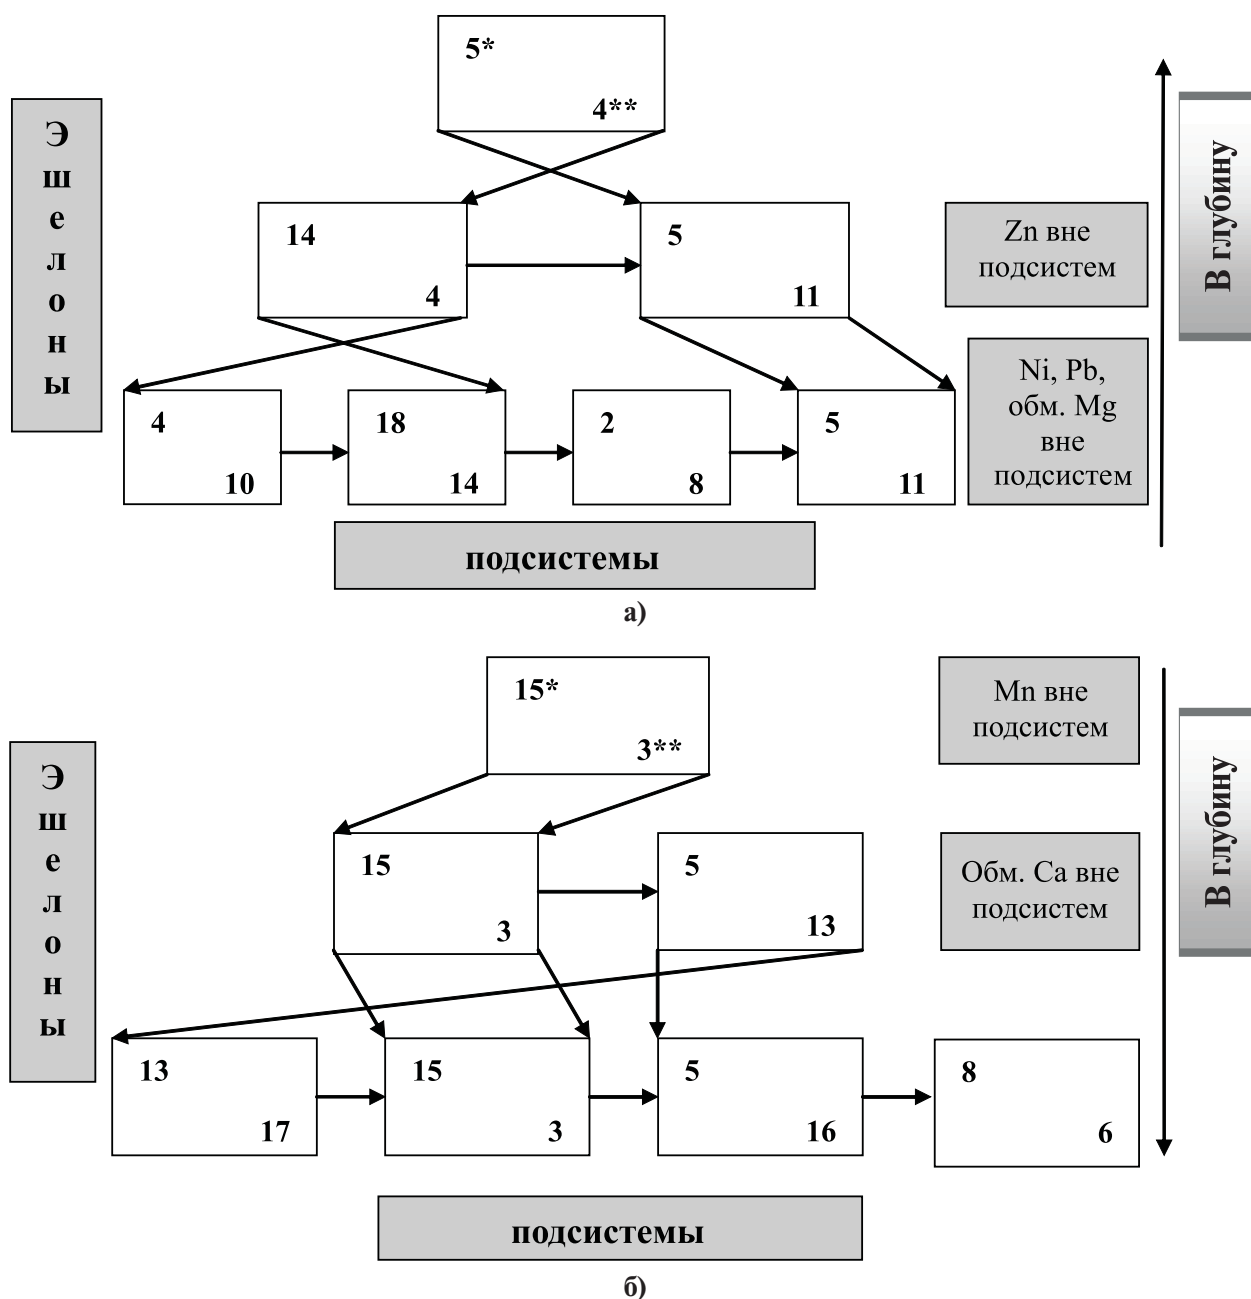 5*
4**
Эшелоны
14
4
5
11
Zn вне
подсистем
В глубину
4
10
18
14
2
8
5
11
Ni, Pb,
обм. Mg
вне
подсистем
подсистемы
а)
15*
3**
Mn вне
подсистем
Эшелоны
15
3
5
13
Обм. Ca вне
подсистем
В глубину
13
17
15
3
5
16
8
6
подсистемы
б)